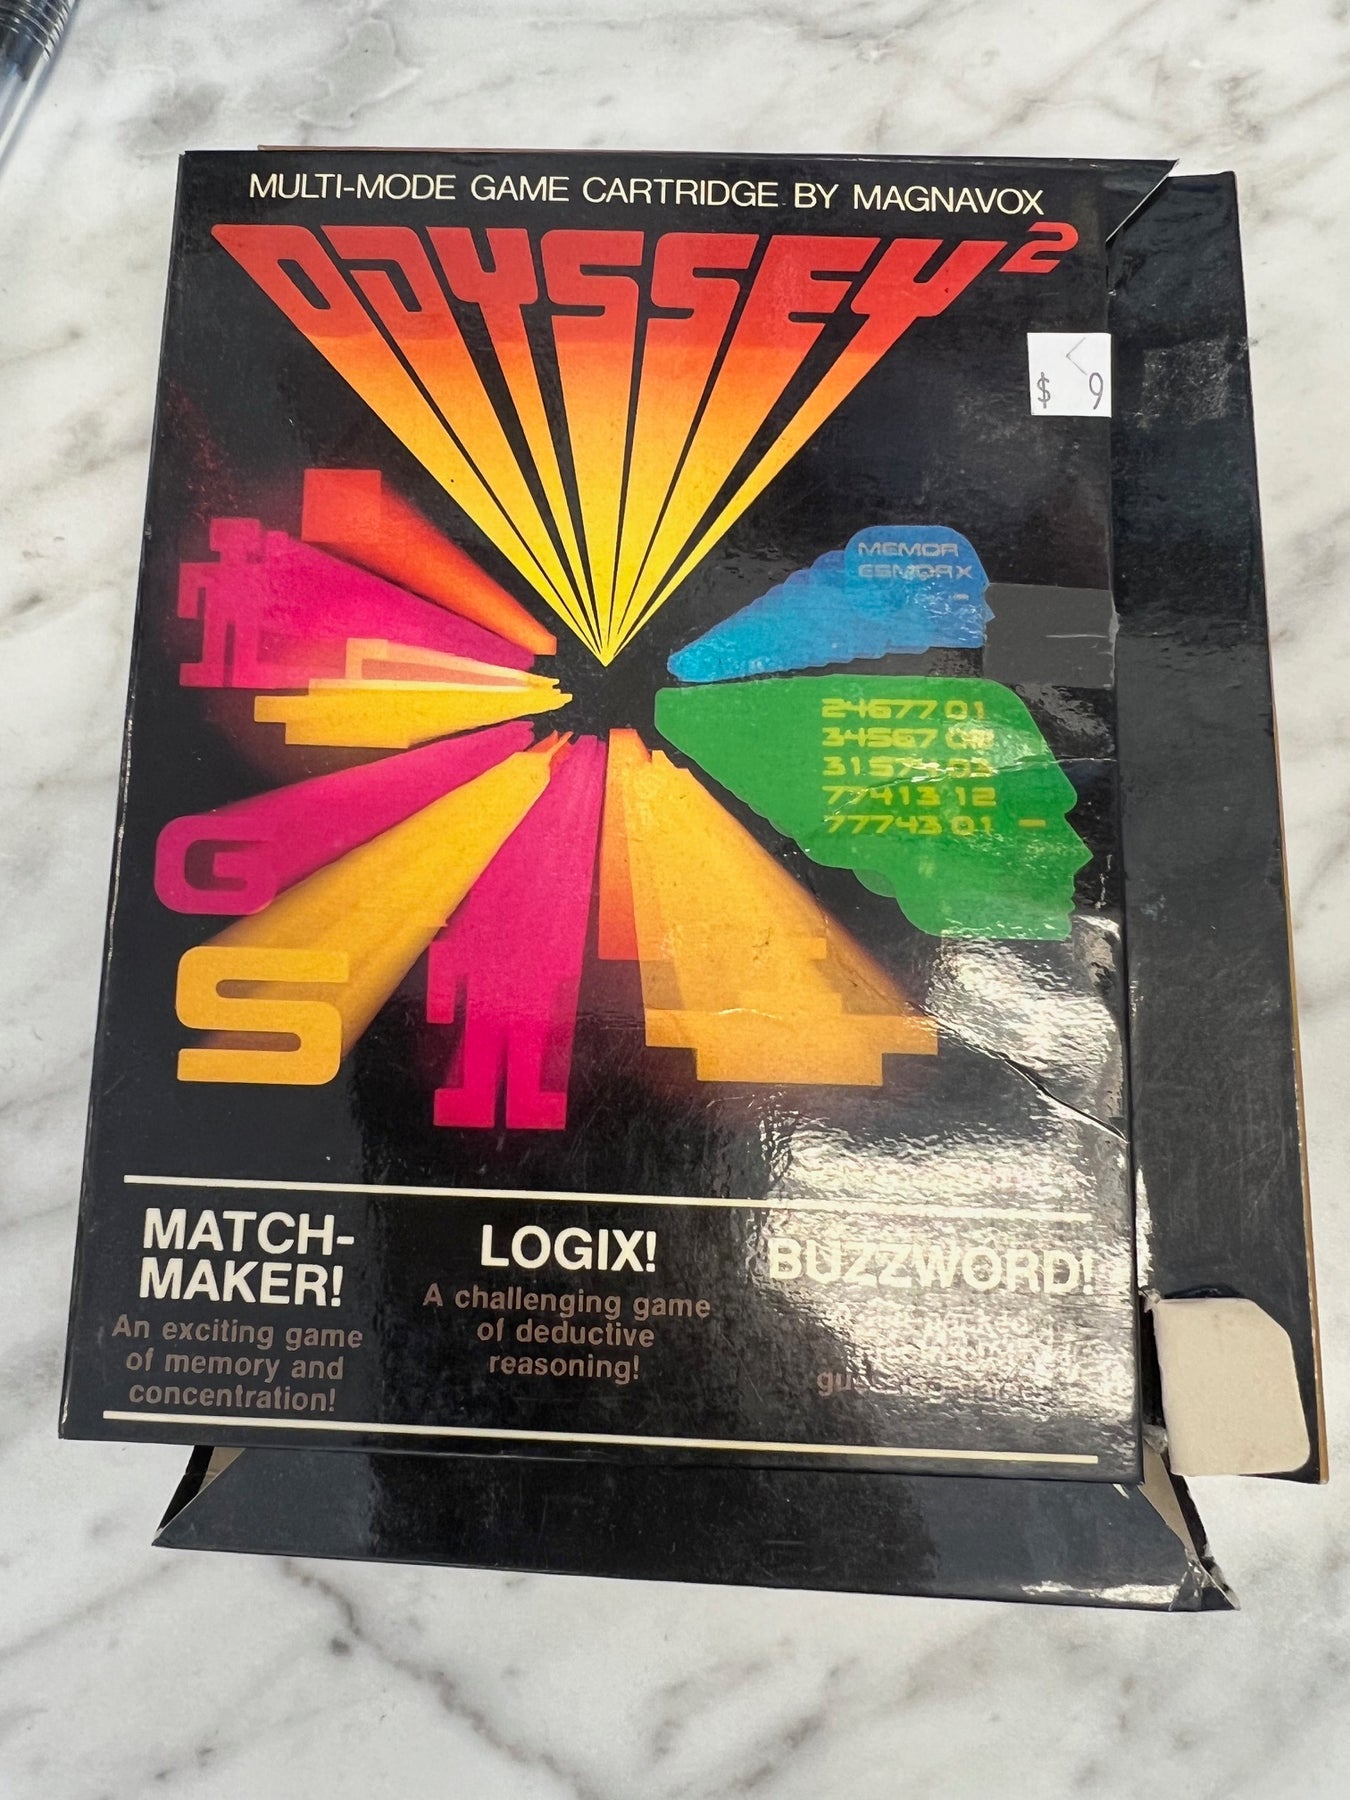 MULTI-MODE GAME CARTRIDGE BY MAGNAVOX
ODYSSEY²
$ 9
MEMOR
ESMORX
-
24677 01
34567
77413 12
77743 01 -
G
S
MATCH-
MAKER!
An exciting game
of memory and
concentration!
LOGIX!
A challenging game
of deductive
reasoning!
BUZZWORD!